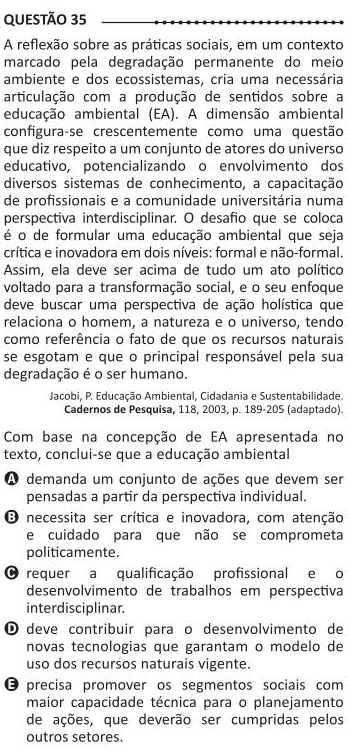 QUESTÃO 35
A reflexão sobre as práticas sociais, em um contexto
marcado pela degradação permanente do meio
ambiente e dos ecossistemas, cria uma necessária
articulação com a produção de sentidos sobre a
educação ambiental (EA). A dimensão ambiental
configura-se crescentemente como uma questão
que diz respeito a um conjunto de atores do universo
educativo, potencializando o envolvimento dos
diversos sistemas de conhecimento, a capacitação
de profissionais e a comunidade universitária numa
perspectiva interdisciplinar. O desafio que se coloca
é o de formular uma educação ambiental que seja
crítica e inovadora em dois níveis: formal e não-formal.
Assim, ela deve ser acima de tudo um ato político
voltado para a transformação social, e o seu enfoque
deve buscar uma perspectiva de ação holística que
relaciona o homem, a natureza e o universo, tendo
como referência o fato de que os recursos naturais
se esgotam e que o principal responsável pela sua
degradação é o ser humano.
Jacobi, P. Educação Ambiental, Cidadania e Sustentabilidade.
Cadernos de Pesquisa, 118, 2003, p. 189-205 (adaptado).
Com base na concepção de EA apresentada no
texto, conclui-se que a educação ambiental
A demanda um conjunto de ações que devem ser
pensadas a partir da perspectiva individual.
B necessita ser crítica e inovadora, com atenção
e cuidado para que não se comprometa
politicamente.
C requer a qualificação profissional e o
desenvolvimento de trabalhos em perspectiva
interdisciplinar.
D deve contribuir para o desenvolvimento de
novas tecnologias que garantam o modelo de
uso dos recursos naturais vigente.
E precisa promover os segmentos sociais com
maior capacidade técnica para o planejamento
de ações, que deverão ser cumpridas pelos
outros setores.